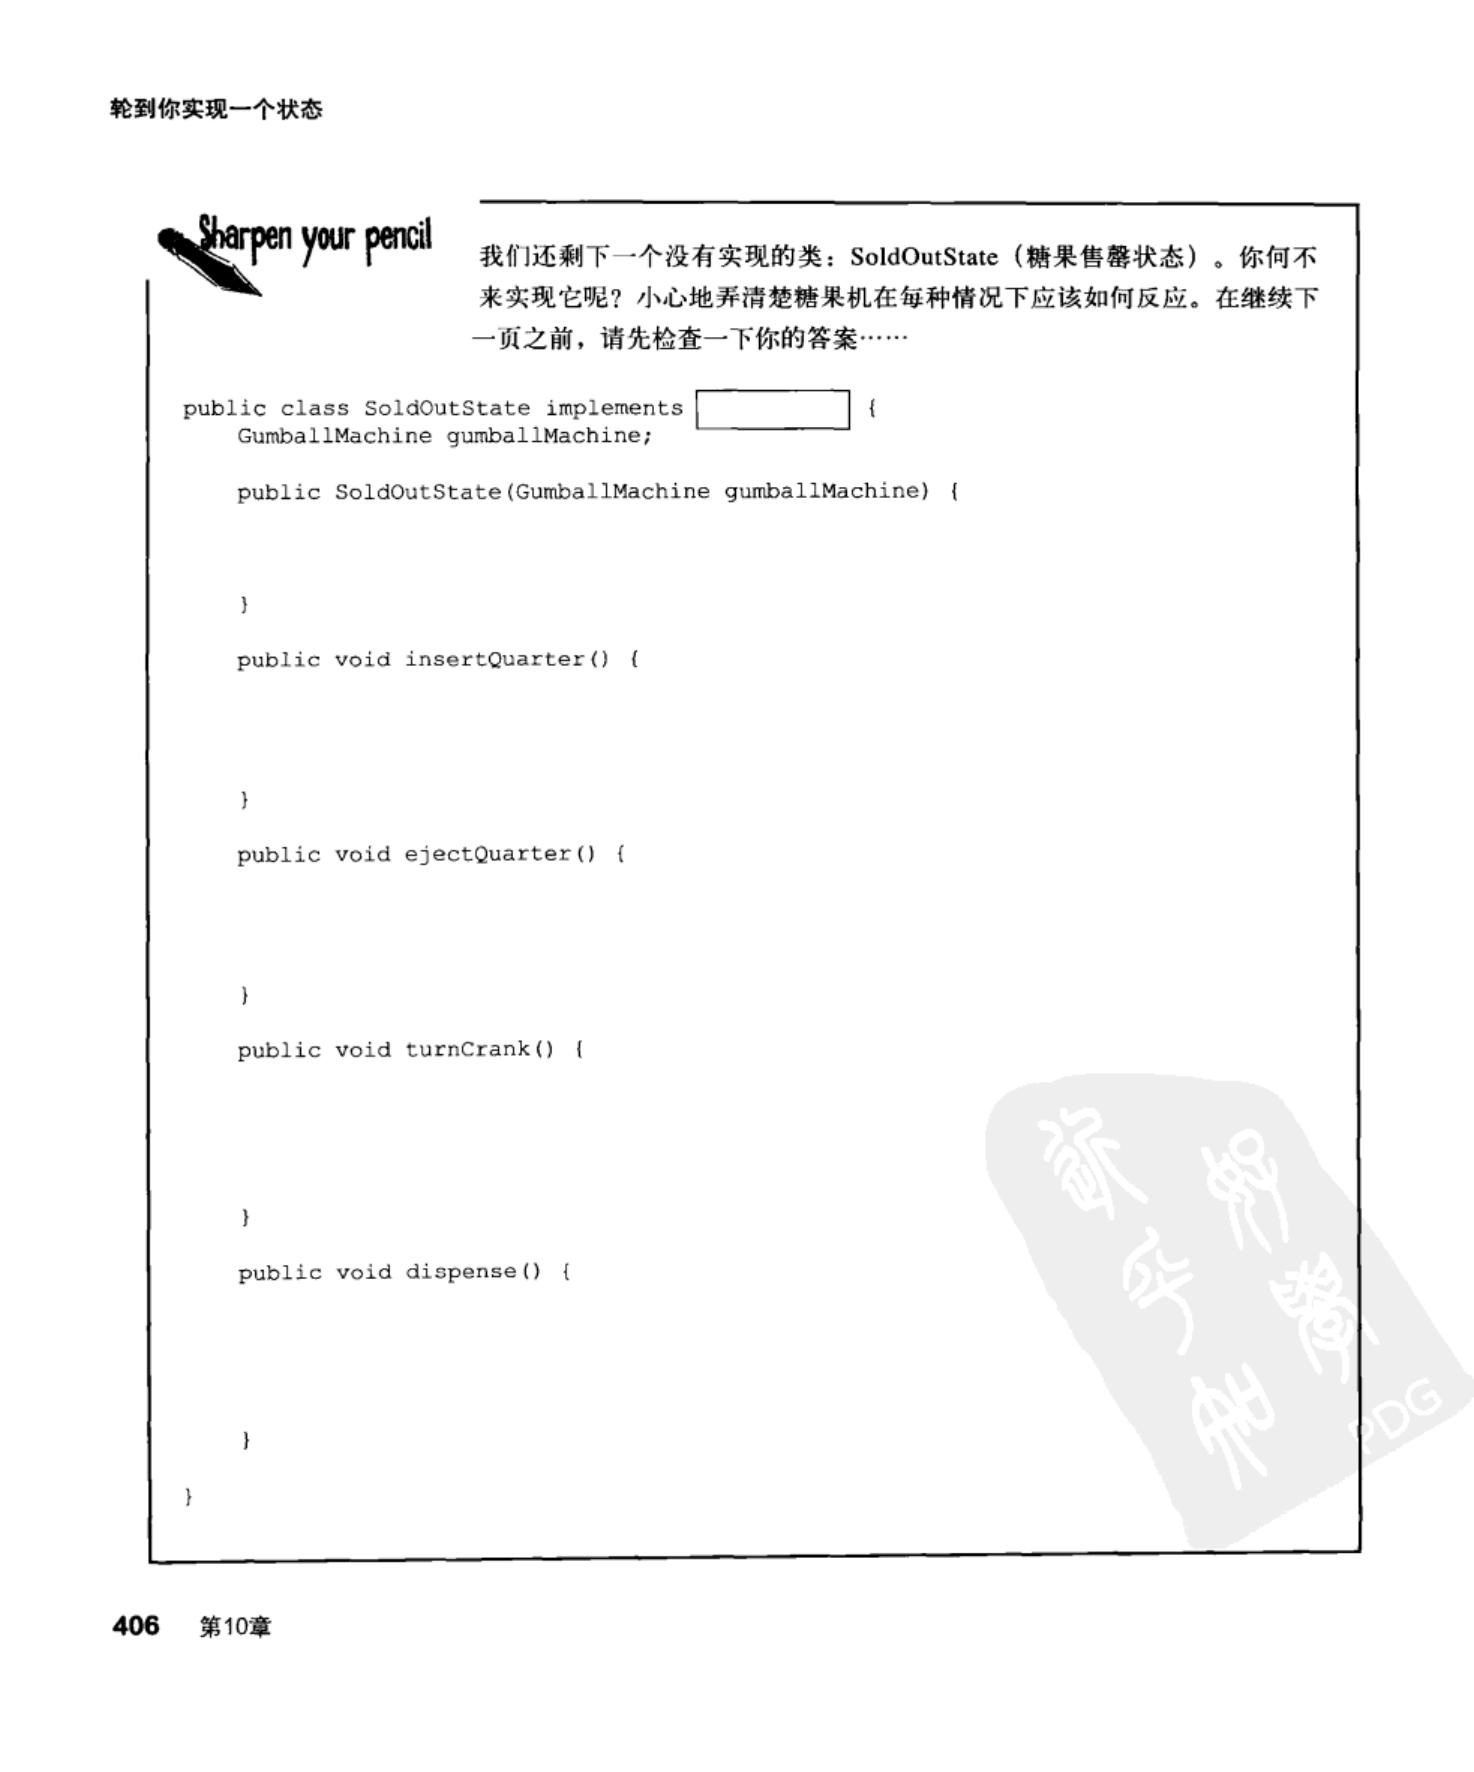 轮到你实现一个状态
Sharpen your pencil
我们还剩下一个没有实现的类：SoldOutState（糖果售罄状态）。你何不
来实现它呢？小心地弄清楚糖果机在每种情况下应该如何反应。在继续下
一页之前，请先检查一下你的答案……
public class SoldOutState implements {
GumballMachine gumballMachine;
public SoldOutState(GumballMachine gumballMachine) {
}
public void insertQuarter() {
}
public void ejectQuarter() {
}
public void turnCrank() {
}
public void dispense() {
}
}
PDG
406 第10章